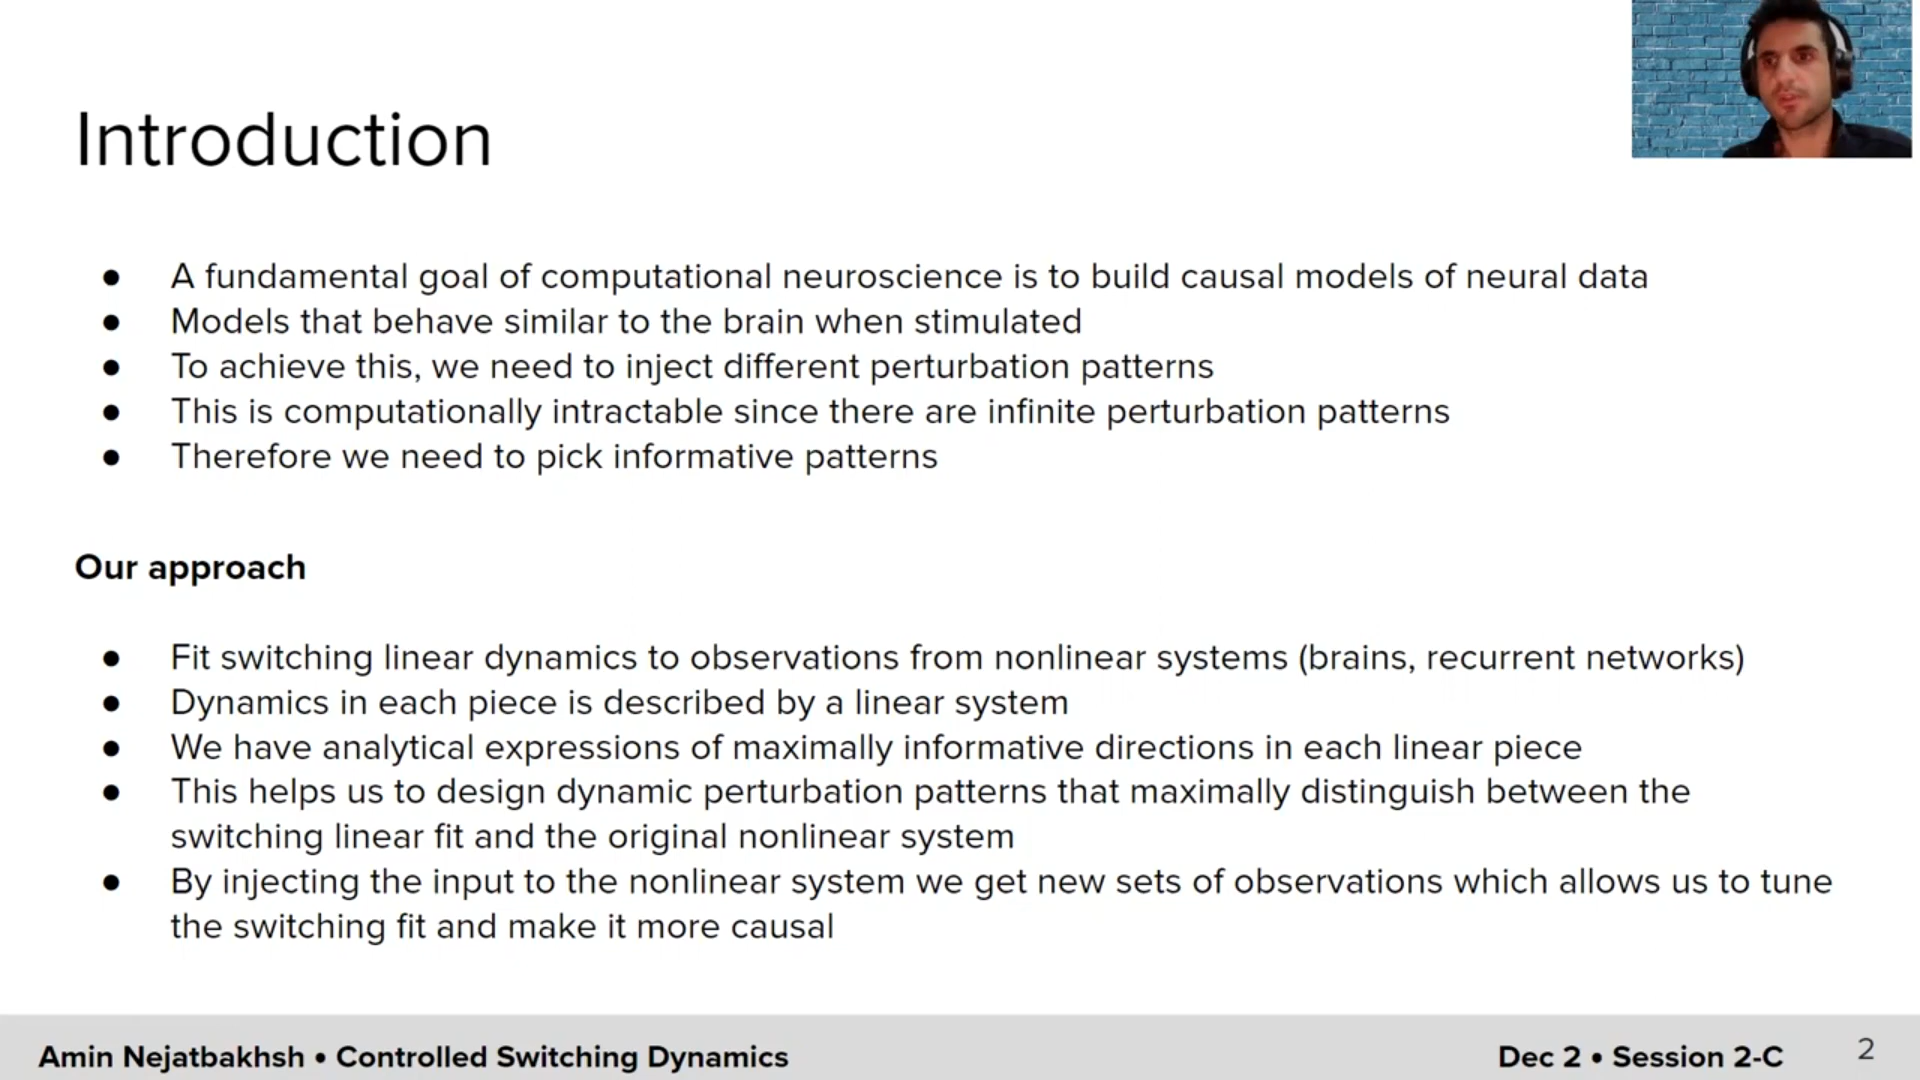 Introduction
● A fundamental goal of computational neuroscience is to build causal models of neural data
● Models that behave similar to the brain when stimulated
● To achieve this, we need to inject different perturbation patterns
● This is computationally intractable since there are infinite perturbation patterns
● Therefore we need to pick informative patterns
Our approach
● Fit switching linear dynamics to observations from nonlinear systems (brains, recurrent networks)
● Dynamics in each piece is described by a linear system
● We have analytical expressions of maximally informative directions in each linear piece
● This helps us to design dynamic perturbation patterns that maximally distinguish between the
switching linear fit and the original nonlinear system
● By injecting the input to the nonlinear system we get new sets of observations which allows us to tune
the switching fit and make it more causal
Amin Nejatbakhsh • Controlled Switching Dynamics
Dec 2 • Session 2-C
2